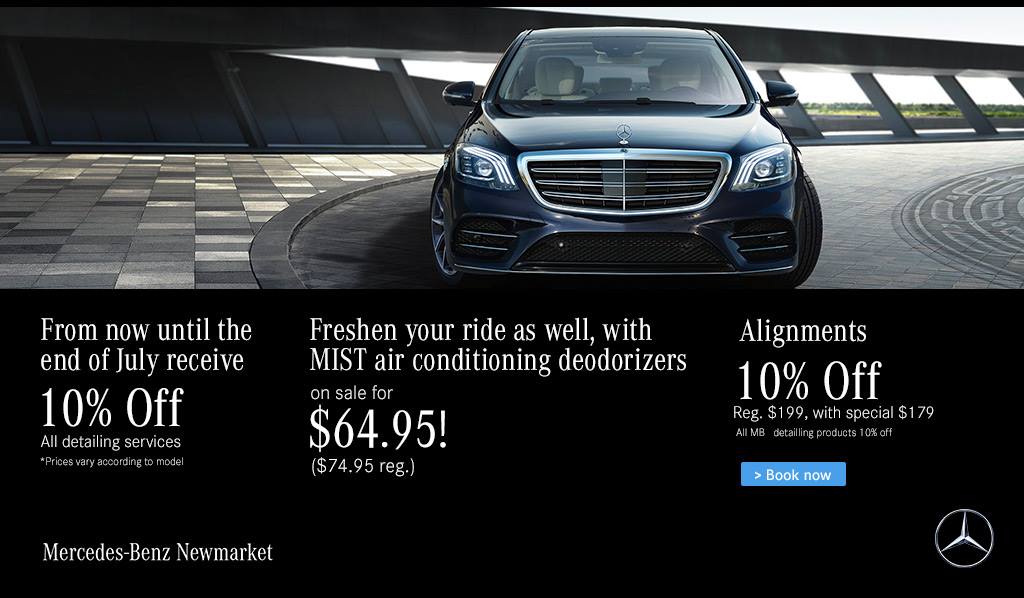 From now until the
end of July receive
10% Off
All detailing services
*Prices vary according to model
Freshen your ride as well, with
MIST air conditioning deodorizers
on sale for
$64.95!
($74.95 reg.)
Alignments
10% Off
Reg. $199, with special $179
All MB detailling products 10% off
> Book now
Mercedes-Benz Newmarket